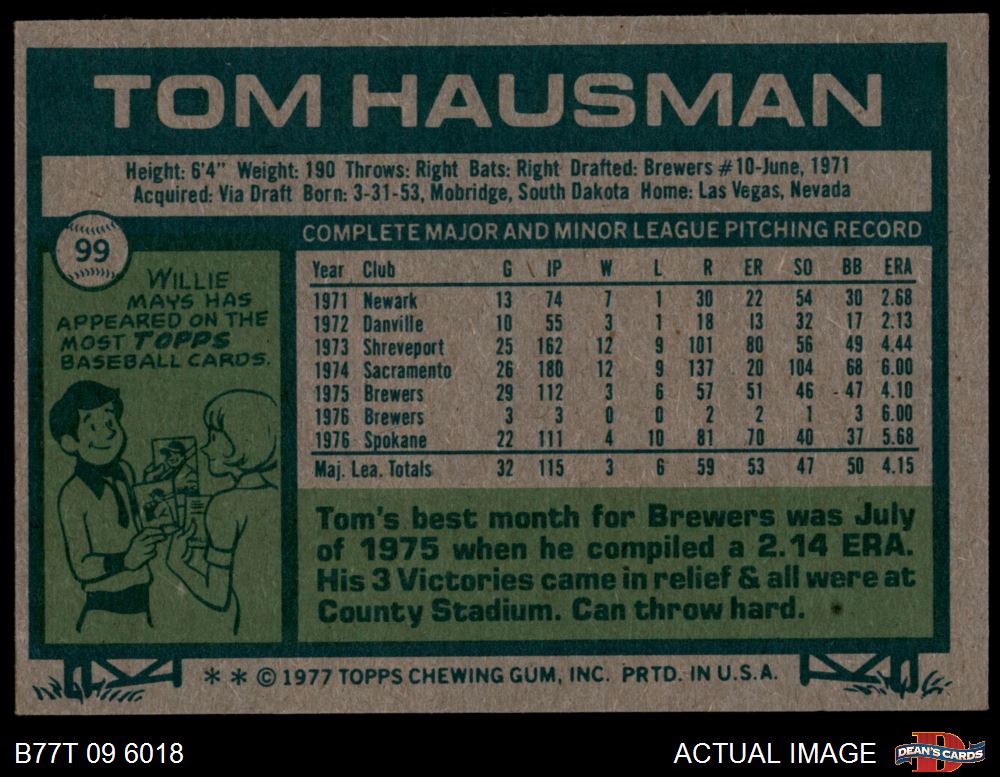 TOM HAUSMAN
Height: 6'4" Weight: 190 Throws: Right Bats: Right Drafted: Brewers #10-June, 1971
Acquired: Via Draft Born: 3-31-53, Mobridge, South Dakota Home: Las Vegas, Nevada
99
WILLIE
MAYS HAS
APPEARED ON THE
MOST TOPPS
BASEBALL CARDS.
COMPLETE MAJOR AND MINOR LEAGUE PITCHING RECORD
Year Club G IP W L R ER SO BB ERA
1971 Newark 13 74 7 1 30 22 54 30 2.68
1972 Danville 10 55 3 1 18 13 32 17 2.13
1973 Shreveport 25 162 12 9 101 80 56 49 4.44
1974 Sacramento 26 180 12 9 137 20 104 68 6.00
1975 Brewers 29 112 3 6 57 51 46 47 4.10
1976 Brewers 3 3 0 0 2 2 1 3 6.00
1976 Spokane 22 111 4 10 81 70 40 37 5.68
Maj. Lea. Totals 32 115 3 6 59 53 47 50 4.15
Tom's best month for Brewers was July
of 1975 when he compiled a 2.14 ERA.
His 3 Victories came in relief & all were at
County Stadium. Can throw hard.
* * © 1977 TOPPS CHEWING GUM, INC. PRTD. IN U.S.A.
B77T 09 6018
ACTUAL IMAGE
D
DEAN'S CARDS